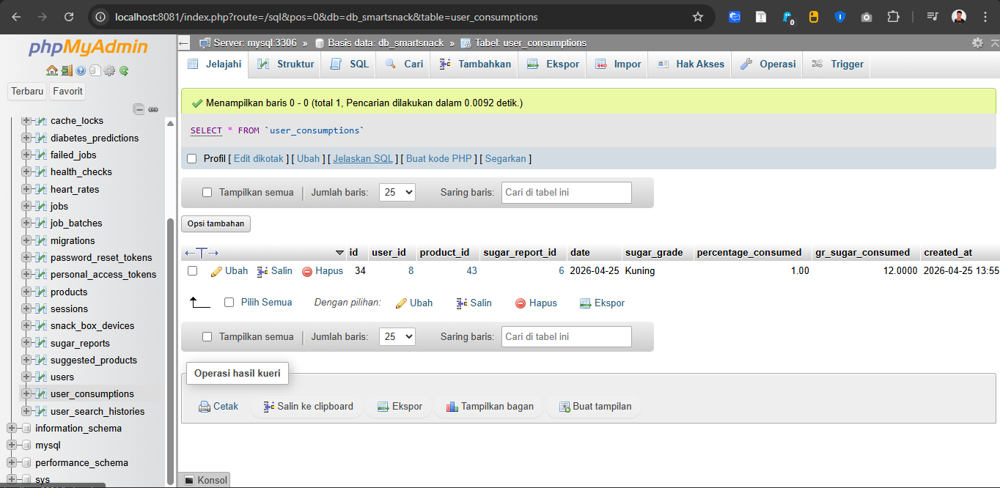 localhost:8081/index.php?route=/sql&pos=0&db=db_smartsnack&table=user_consumptions
phpMyAdmin
Terbaru Favorit
cache_locks
diabetes_predictions
failed_jobs
health_checks
heart_rates
jobs
job_batches
migrations
password_reset_tokens
personal_access_tokens
products
sessions
snack_box_devices
sugar_reports
suggested_products
users
user_consumptions
user_search_histories
information_schema
mysql
performance_schema
sys
Server: mysql:3306 » Basis data: db_smartsnack » Tabel: user_consumptions
Jelajahi Struktur SQL Cari Tambahkan Ekspor Impor Hak Akses Operasi Trigger
Menampilkan baris 0 - 0 (total 1, Pencarian dilakukan dalam 0.0092 detik.)
SELECT * FROM `user_consumptions`
Profil [ Edit dikotak ] [ Ubah ] [ Jelaskan SQL ] [ Buat kode PHP ] [ Segarkan ]
Tampilkan semua | Jumlah baris: 25 Saring baris: Cari di tabel ini
Opsi tambahan
←T→ id user_id product_id sugar_report_id date sugar_grade percentage_consumed gr_sugar_consumed created_at
Ubah Salin Hapus 34 8 43 6 2026-04-25 Kuning 1.00 12.0000 2026-04-25 13:55
Pilih Semua Dengan pilihan: Ubah Salin Hapus Ekspor
Tampilkan semua | Jumlah baris: 25 Saring baris: Cari di tabel ini
Operasi hasil kueri
Cetak Salin ke clipboard Ekspor Tampilkan bagan Buat tampilan
Konsol